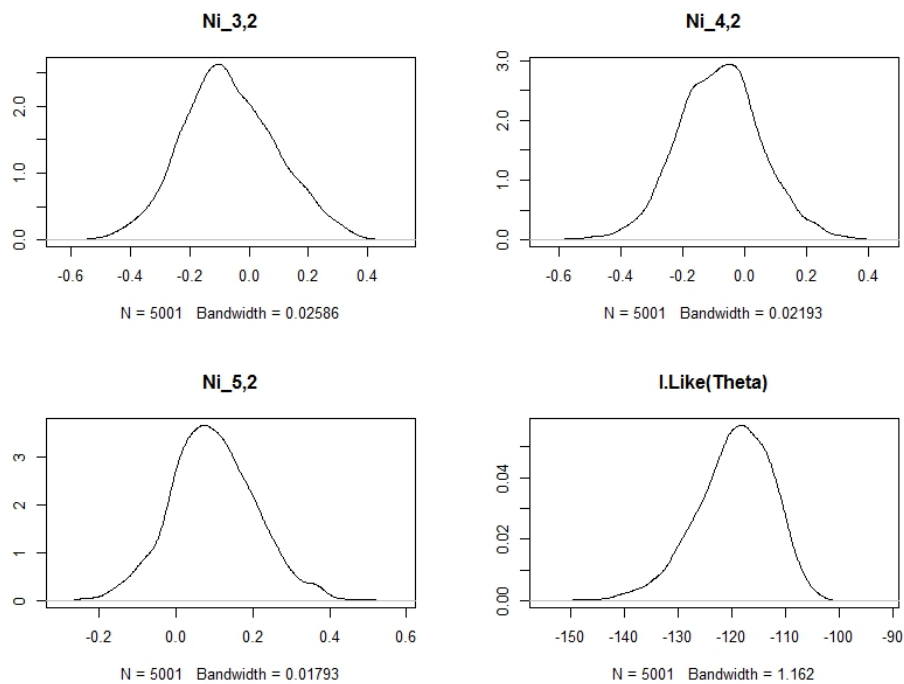 Ni_3,2
Ni_4,2
2.0
1.0
0.0
-0.6 -0.4 -0.2 0.0 0.2 0.4
N = 5001 Bandwidth = 0.02586
3.0
2.0
1.0
0.0
-0.6 -0.4 -0.2 0.0 0.2 0.4
N = 5001 Bandwidth = 0.02193
Ni_5,2
l.Like(Theta)
3
2
1
0
-0.2 0.0 0.2 0.4 0.6
N = 5001 Bandwidth = 0.01793
0.04
0.02
0.00
-150 -140 -130 -120 -110 -100 -90
N = 5001 Bandwidth = 1.162